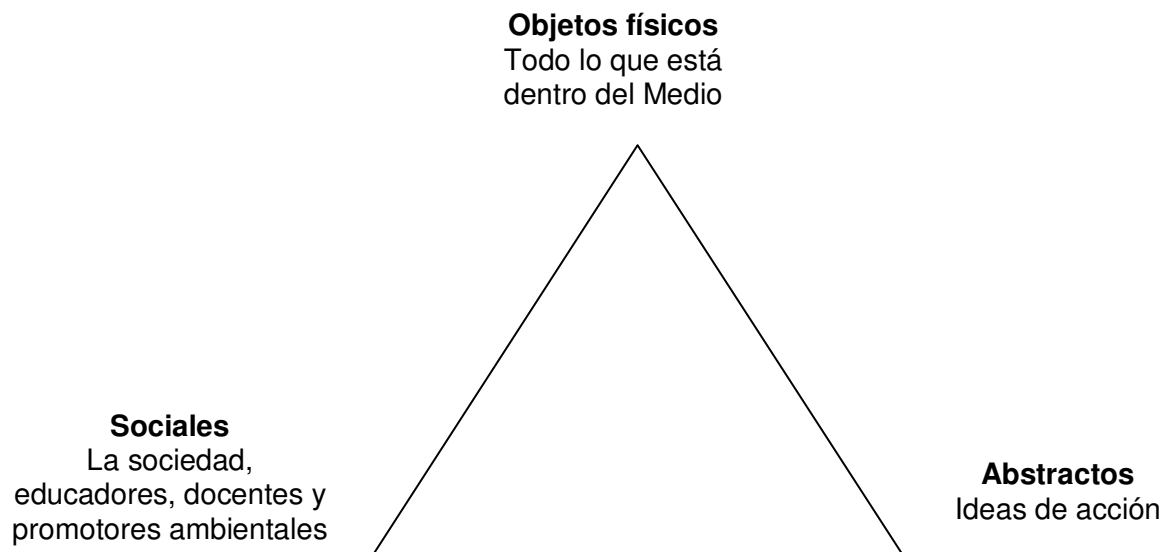 Objetos físicos
Todo lo que está
dentro del Medio
Sociales
La sociedad,
educadores, docentes y
promotores ambientales
Abstractos
Ideas de acción